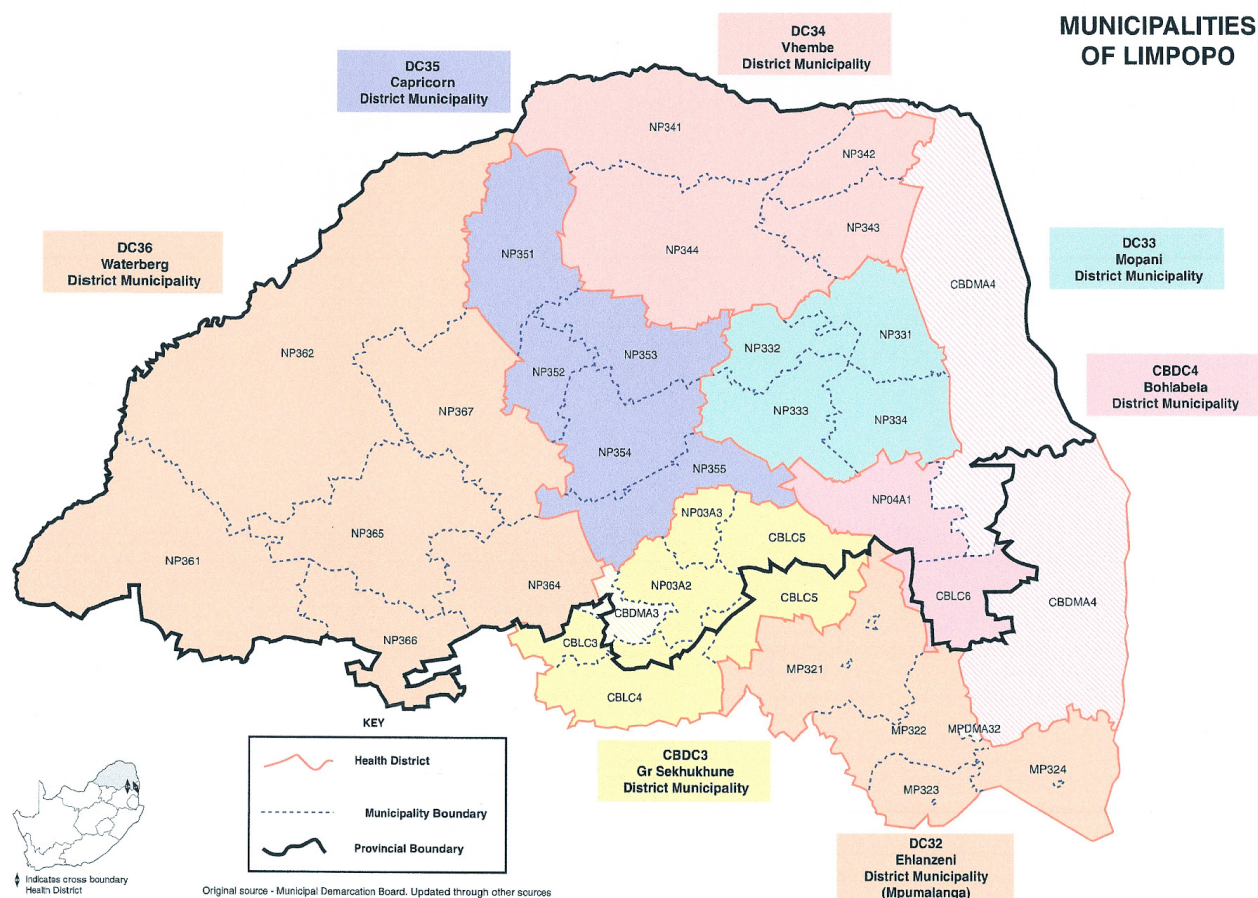 MUNICIPALITIES
OF LIMPOPO
DC34
Vhembe
District Municipality
DC35
Capricorn
District Municipality
DC36
Waterberg
District Municipality
DC33
Mopani
District Municipality
CBDC4
Bohlabela
District Municipality
NP341
NP342
NP343
NP351
NP344
CBDMA4
NP331
NP362
NP332
NP353
NP352
NP367
NP333
NP334
NP354
NP355
NP04A1
NP03A3
NP365
CBLC5
NP361
NP364
NP03A2
CBLC5
CBLC6
CBDMA4
CBDMA3
NP366
CBLC3
MP321
CBLC4
MP322
MPDMA32
MP324
MP323
KEY
Health District
Municipality Boundary
Provincial Boundary
CBDC3
Gr Sekhukhune
District Municipality
DC32
Ehlanzeni
District Municipality
(Mpumalanga)
Indicates cross boundary
Health District
Original source - Municipal Demarcation Board. Updated through other sources